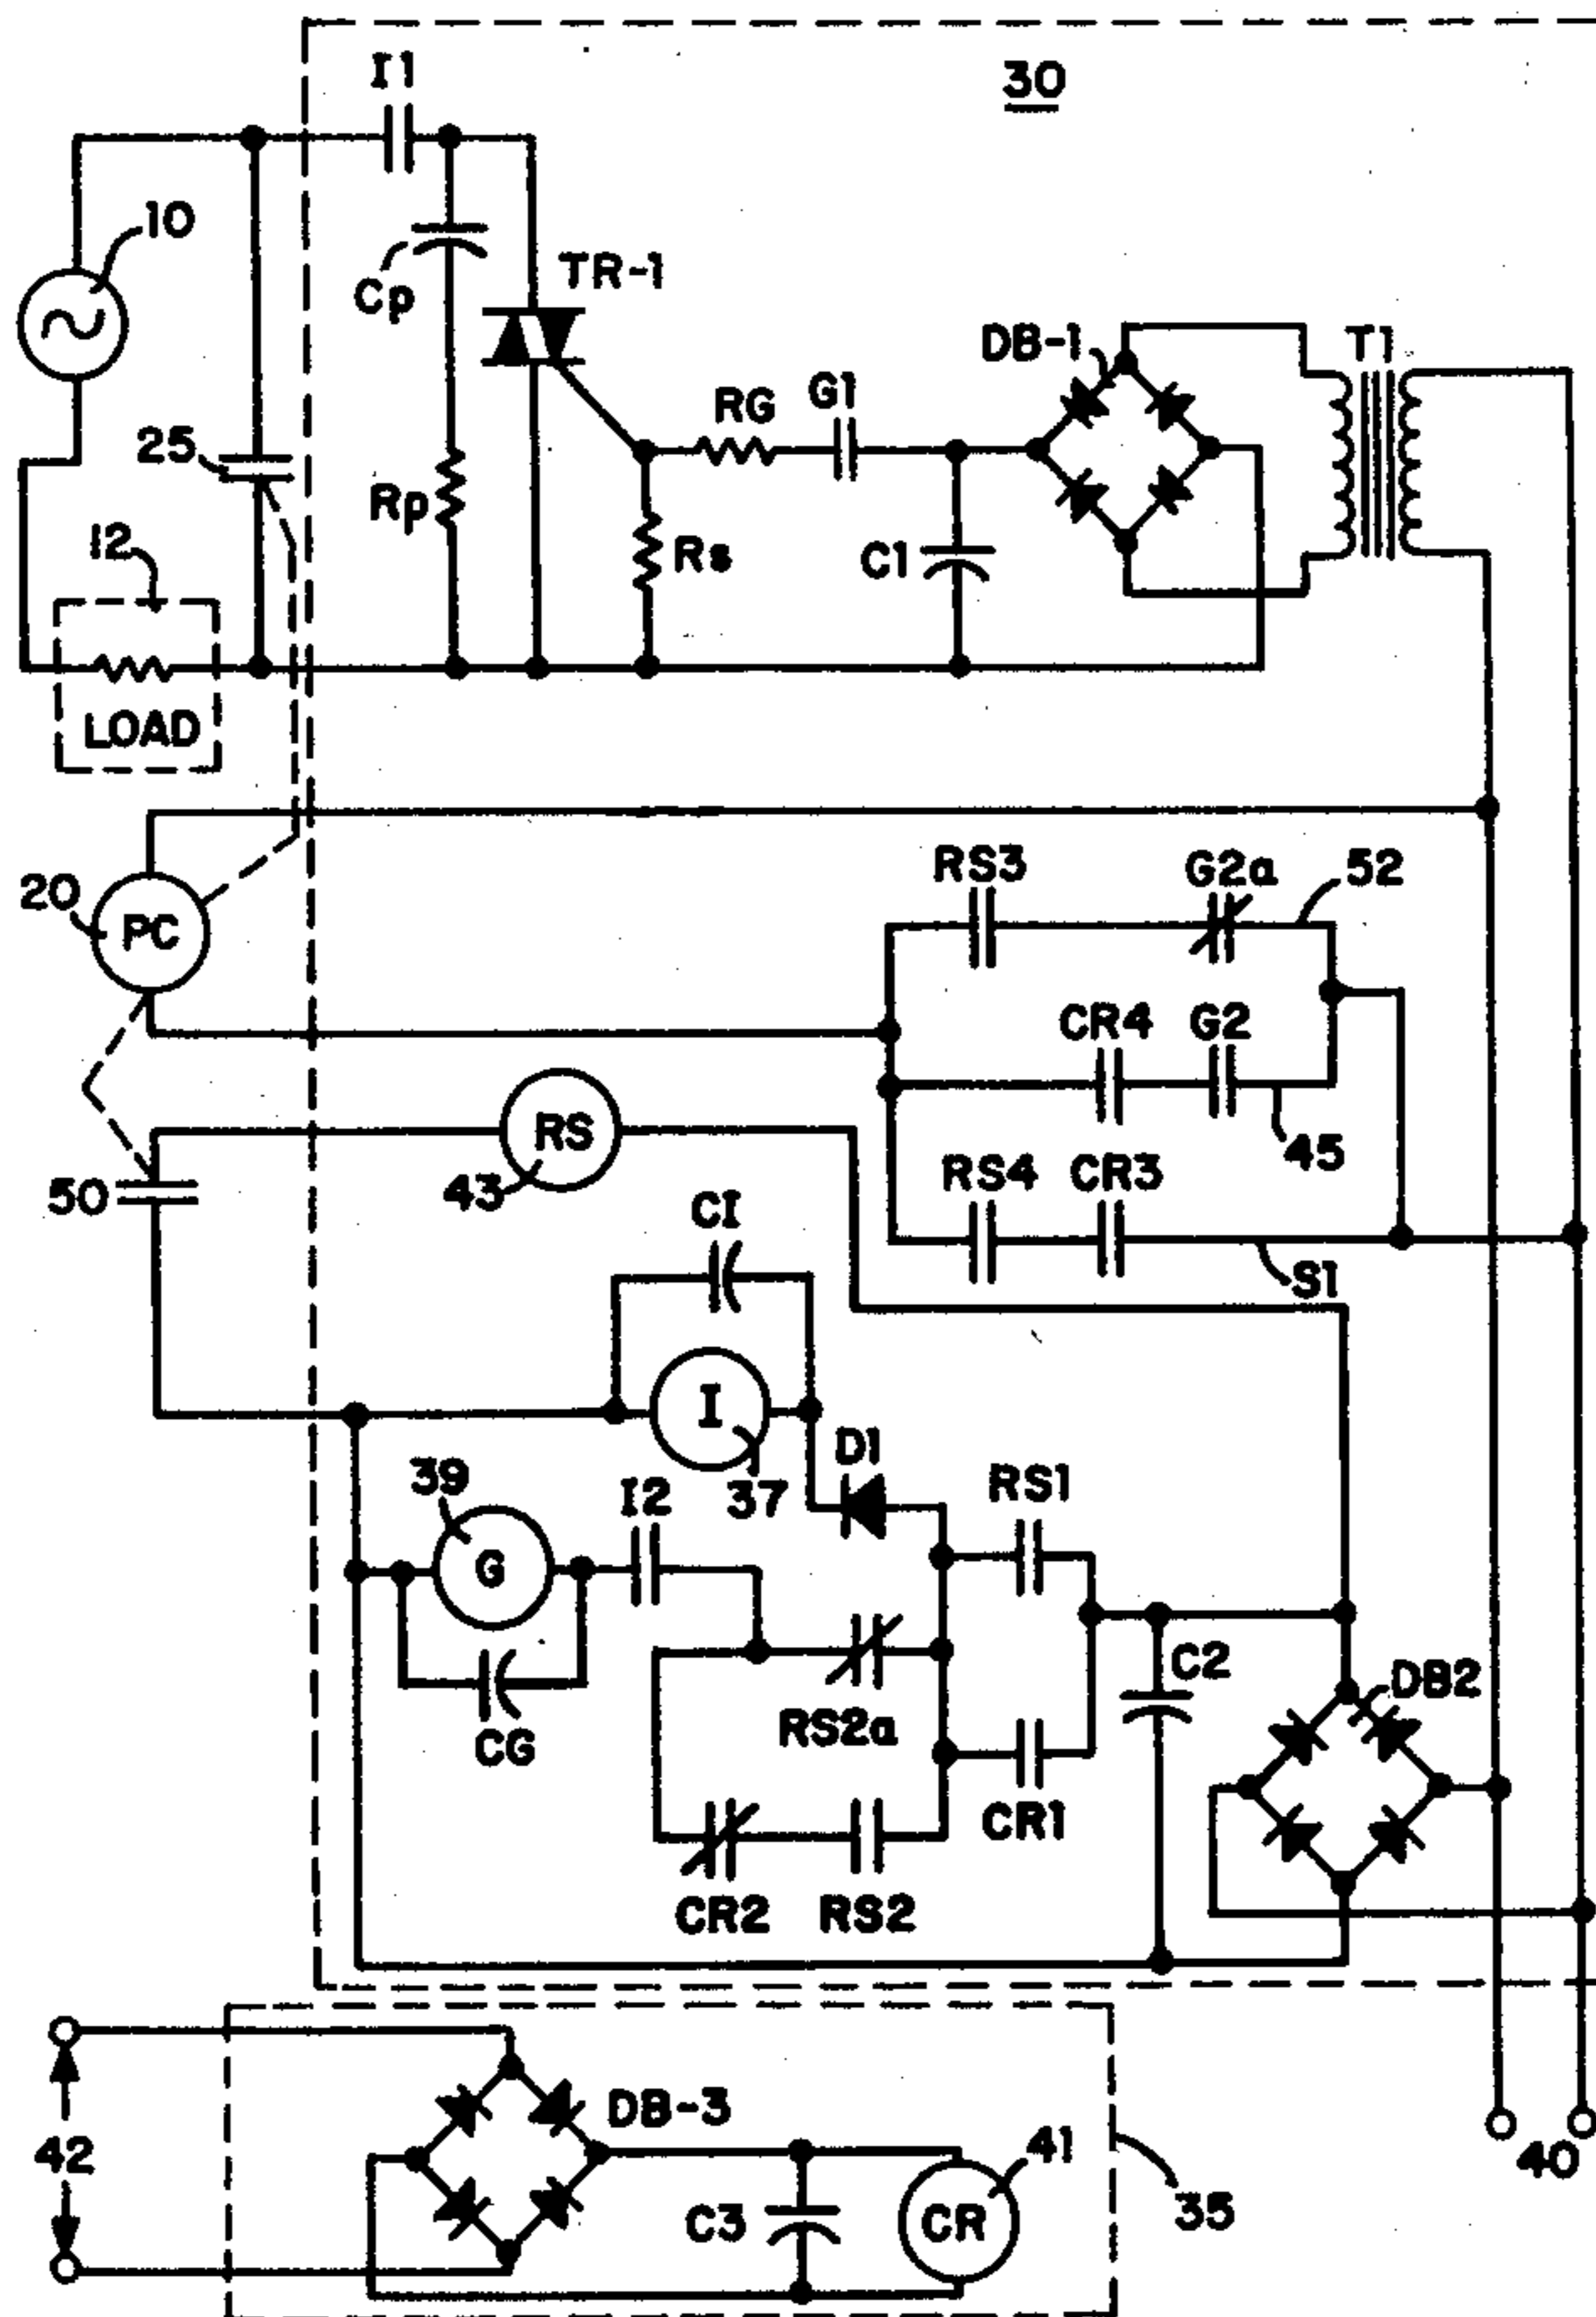 30
I1
10
Cp
TR-1
DB-1
T1
RG
G1
25
Rp
Rs
C1
12
LOAD
RS3
G2a
52
20
PC
CR4
G2
RS
45
43
50
RS4
CR3
S1
CI
I
37
D1
39
I2
RS1
G
C2
DB2
RS2a
CG
CR1
CR2
RS2
DB-3
41
42
40
C3
CR
35